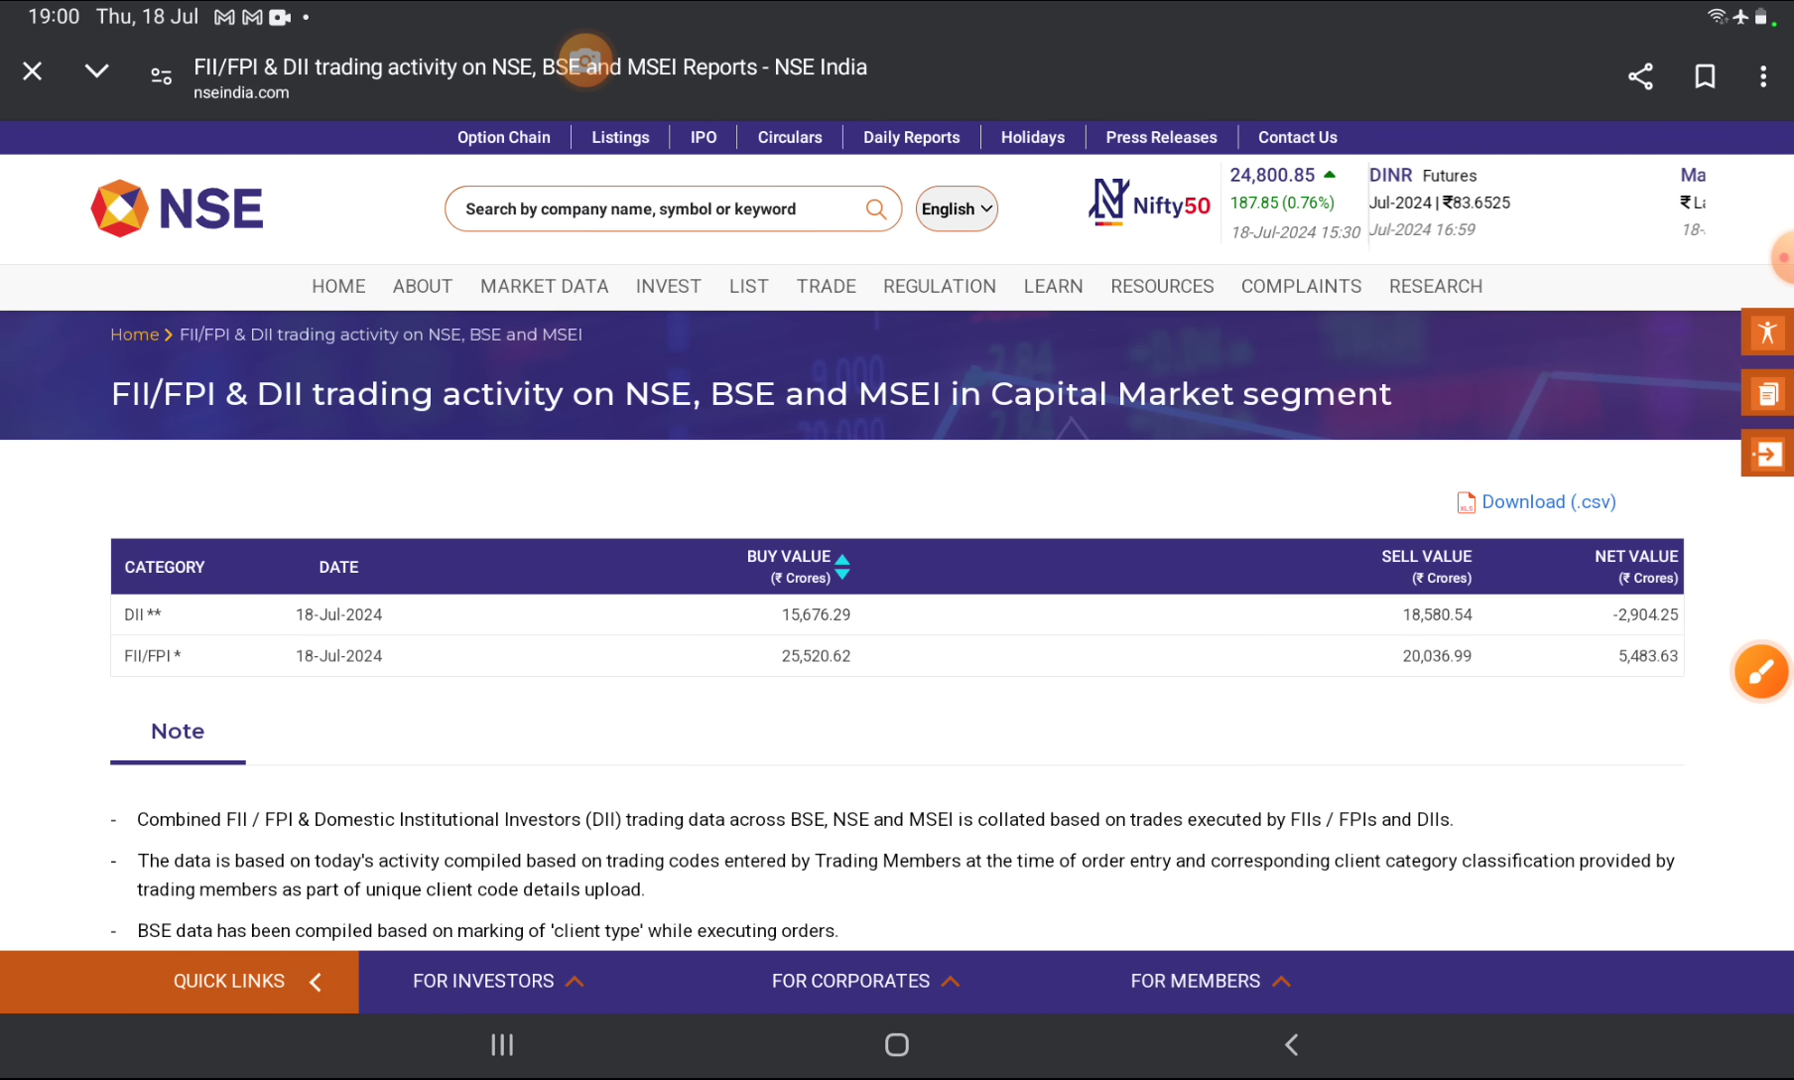 19:00 Thu, 18 Jul
FII/FPI & DII trading activity on NSE, BSE and MSEI Reports - NSE India
nseindia.com
Option Chain | Listings | IPO | Circulars | Daily Reports | Holidays | Press Releases | Contact Us
NSE
Search by company name, symbol or keyword
English
Nifty50
24,800.85
187.85 (0.76%)
18-Jul-2024 15:30
DINR Futures
Jul-2024 | ₹83.6525
Jul-2024 16:59
Ma
₹ La
18-
HOME ABOUT MARKET DATA INVEST LIST TRADE REGULATION LEARN RESOURCES COMPLAINTS RESEARCH
Home > FII/FPI & DII trading activity on NSE, BSE and MSEI
FII/FPI & DII trading activity on NSE, BSE and MSEI in Capital Market segment
XLS Download (.csv)
CATEGORY DATE BUY VALUE (₹ Crores) SELL VALUE (₹ Crores) NET VALUE (₹ Crores)
DII ** 18-Jul-2024 15,676.29 18,580.54 -2,904.25
FII/FPI * 18-Jul-2024 25,520.62 20,036.99 5,483.63
Note
- Combined FII / FPI & Domestic Institutional Investors (DII) trading data across BSE, NSE and MSEI is collated based on trades executed by FIIs / FPIs and DIIs.
- The data is based on today's activity compiled based on trading codes entered by Trading Members at the time of order entry and corresponding client category classification provided by
trading members as part of unique client code details upload.
- BSE data has been compiled based on marking of 'client type' while executing orders.
QUICK LINKS FOR INVESTORS FOR CORPORATES FOR MEMBERS